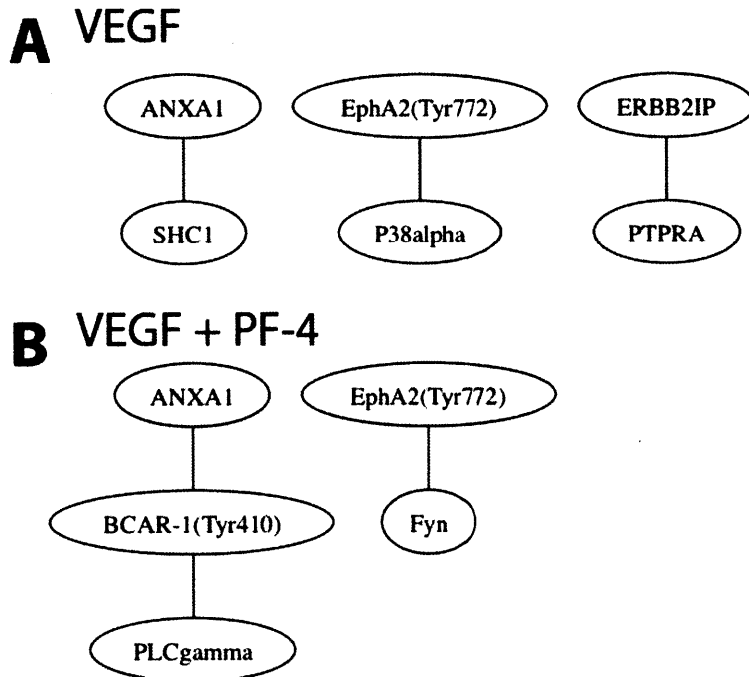 A VEGF
ANXA1 EphA2(Tyr772) ERBB2IP
SHC1 P38alpha PTPRA
B VEGF + PF-4
ANXA1 EphA2(Tyr772)
BCAR-1(Tyr410) Fyn
PLCgamma